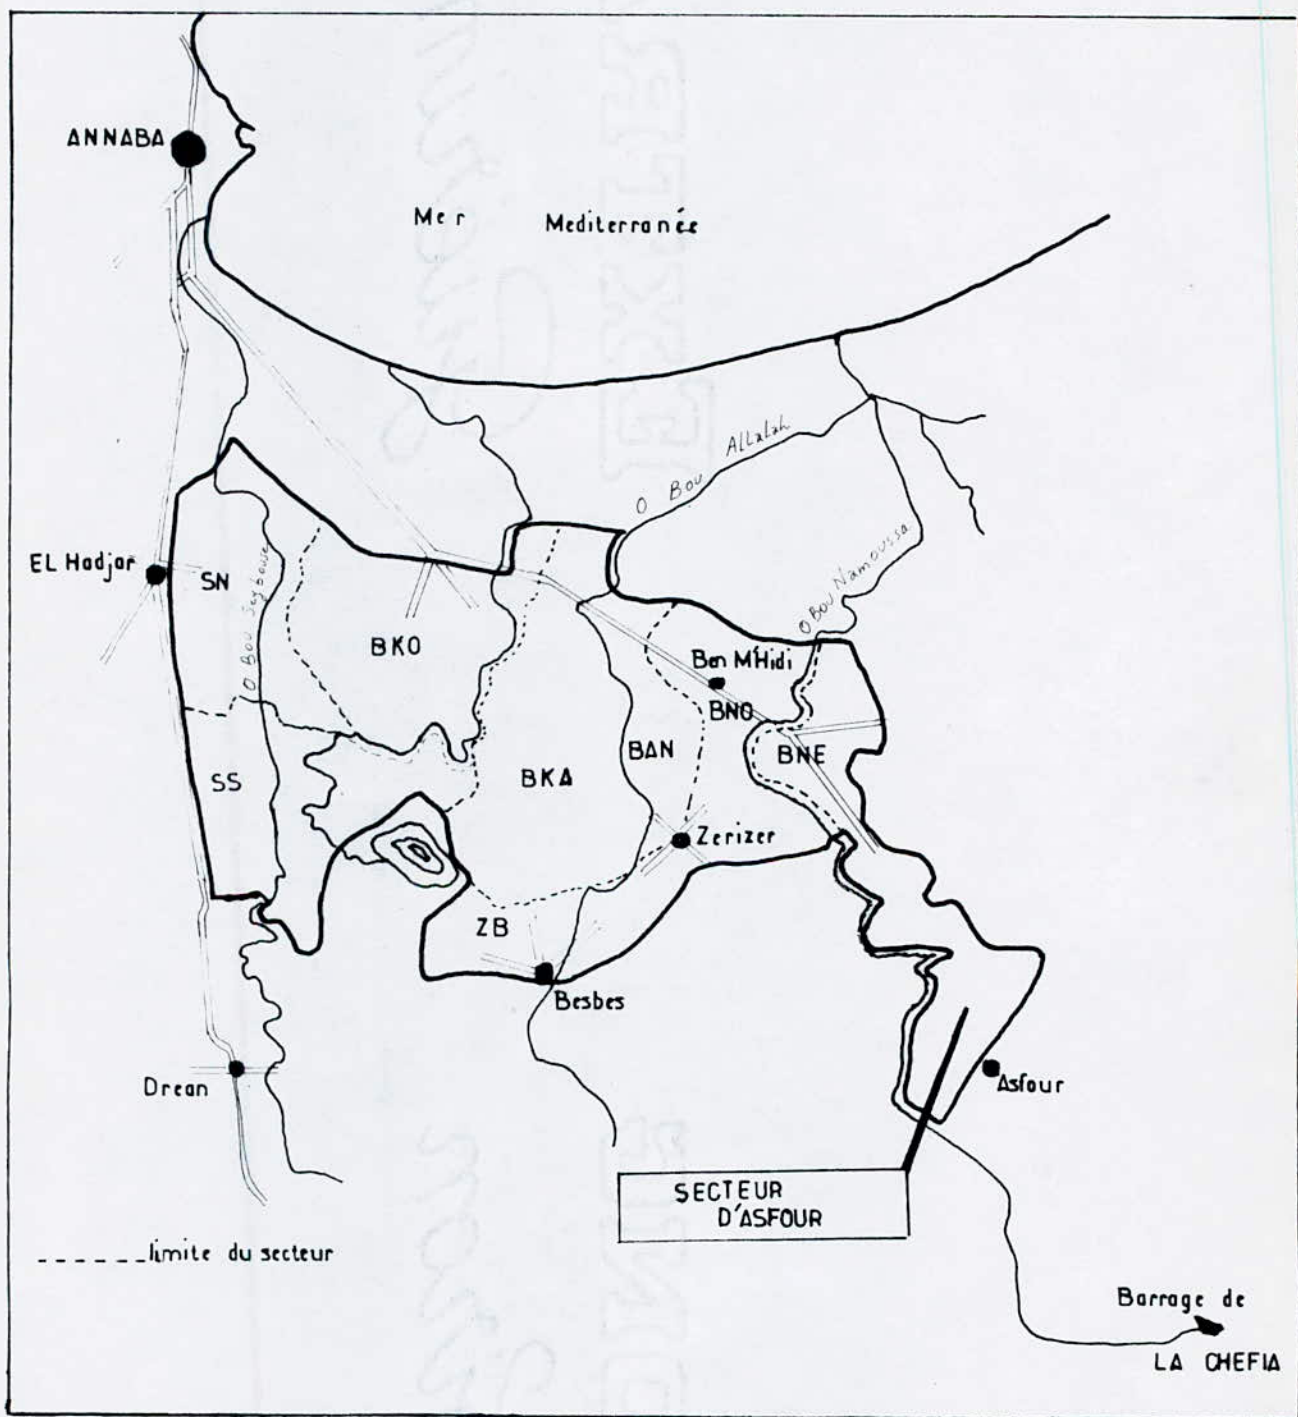 ANNABA
Mer Mediterranée
O Bou Allalah
O Bou Namoussa
EL Hadjar
SN
O Bou Seybouse
BKO
Ben M'Hidi
BNO
BAN
BNE
SS
BKA
Zerizer
ZB
Besbes
Drean
Asfour
SECTEUR
D'ASFOUR
limite du secteur
Barrage de
LA CHEFIA